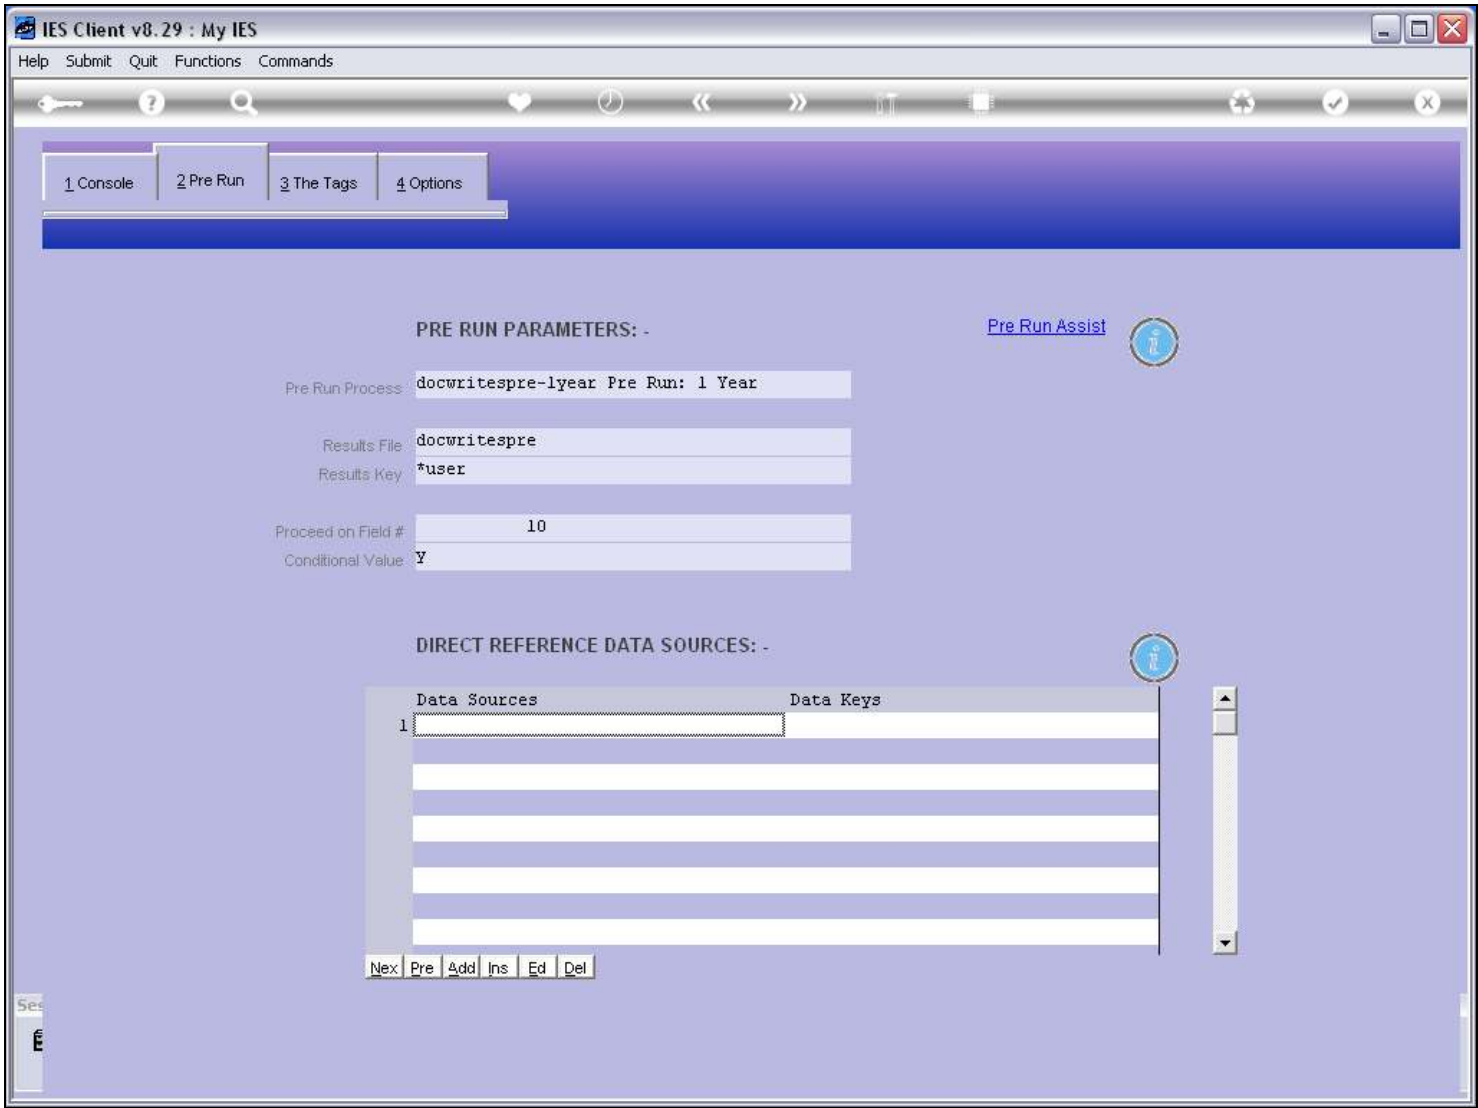 IES Client v8.29 : My IES
Help Submit Quit Functions Commands
1 Console 2 Pre Run 3 The Tags 4 Options
PRE RUN PARAMETERS: -
Pre Run Assist
Pre Run Process docwritespre-1year Pre Run: 1 Year
Results File docwritespre
Results Key *user
Proceed on Field # 10
Conditional Value Y
DIRECT REFERENCE DATA SOURCES: -
Data Sources Data Keys
1
Nex Pre Add Ins Ed Del